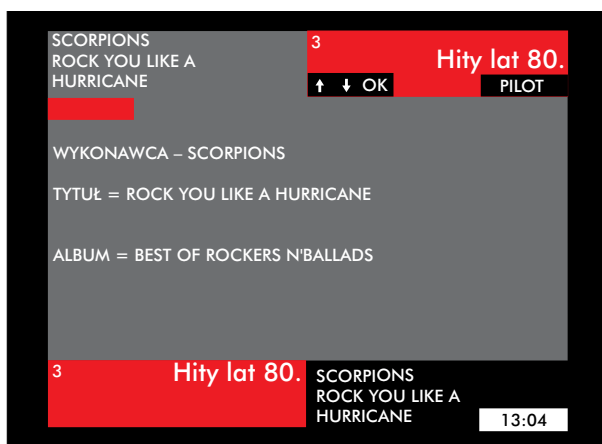 SCORPIONS
ROCK YOU LIKE A
HURRICANE
3
Hity lat 80.
↑ ↓ OK
PILOT
WYKONAWCA – SCORPIONS
TYTUŁ = ROCK YOU LIKE A HURRICANE
ALBUM = BEST OF ROCKERS N'BALLADS
3
Hity lat 80.
SCORPIONS
ROCK YOU LIKE A
HURRICANE
13:04